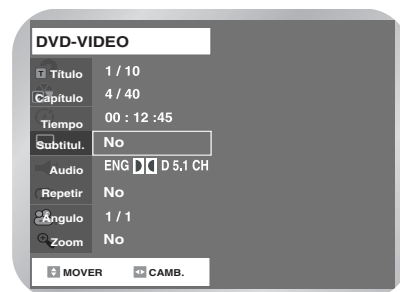 DVD-VIDEO
T Título 1 / 10
Capítulo 4 / 40
Tiempo 00 : 12 :45
Subtitul. No
Audio ENG D 5.1 CH
Repetir No
Ángulo 1 / 1
Zoom No
MOVER CAMB.